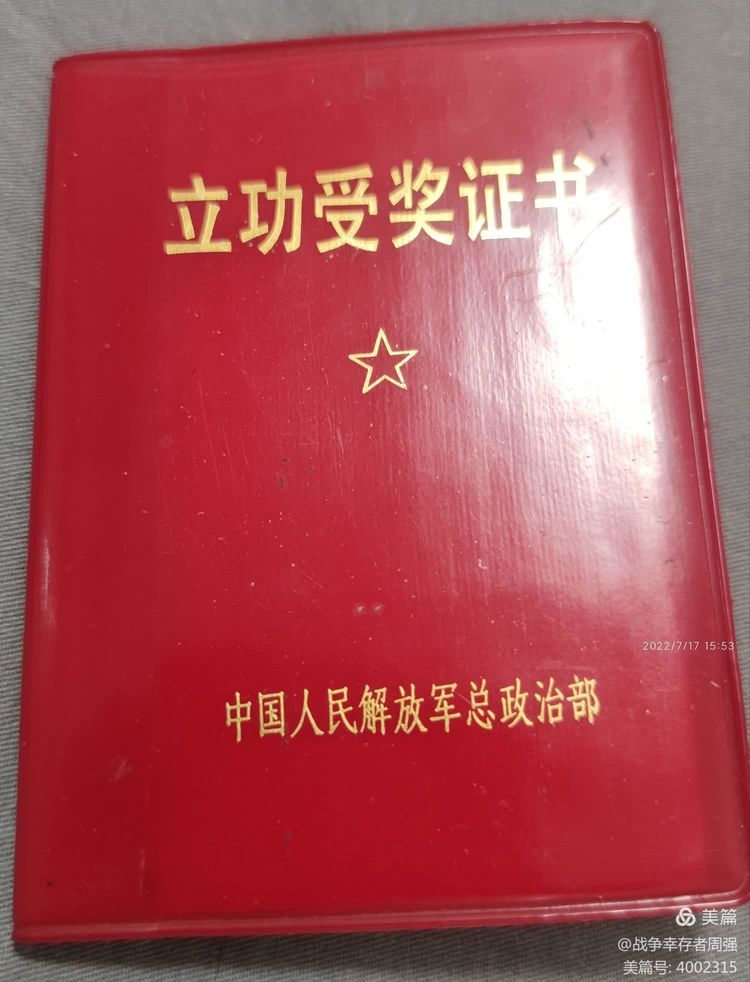 立功受奖证书
2022/7/17 15:53
中国人民解放军总政治部
美篇
@战争幸存者周强
美篇号: 4002315